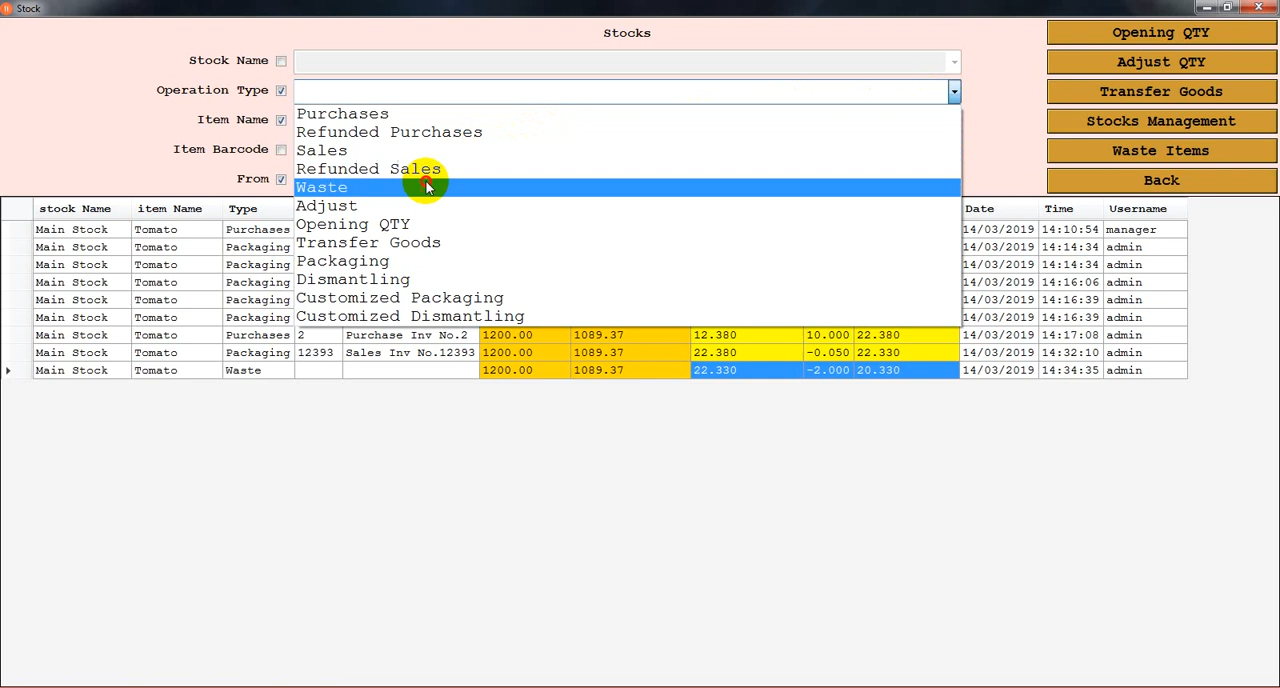 Stock
Stocks
Stock Name
Operation Type
Item Name
Item Barcode
From
Purchases
Refunded Purchases
Sales
Refunded Sales
Waste
Adjust
Opening QTY
Transfer Goods
Packaging
Dismantling
Customized Packaging
Customized Dismantling
Opening QTY
Adjust QTY
Transfer Goods
Stocks Management
Waste Items
Back
stock Name item Name Type Date Time Username
Main Stock Tomato Purchases 14/03/2019 14:10:54 manager
Main Stock Tomato Packaging 14/03/2019 14:14:34 admin
Main Stock Tomato Packaging 14/03/2019 14:14:34 admin
Main Stock Tomato Packaging 14/03/2019 14:16:06 admin
Main Stock Tomato Packaging 14/03/2019 14:16:39 admin
Main Stock Tomato Packaging 14/03/2019 14:16:39 admin
Main Stock Tomato Purchases 2 Purchase Inv No.2 1200.00 1089.37 12.380 10.000 22.380 14/03/2019 14:17:08 admin
Main Stock Tomato Packaging 12393 Sales Inv No.12393 1200.00 1089.37 22.380 -0.050 22.330 14/03/2019 14:32:10 admin
Main Stock Tomato Waste 1200.00 1089.37 22.330 -2.000 20.330 14/03/2019 14:34:35 admin